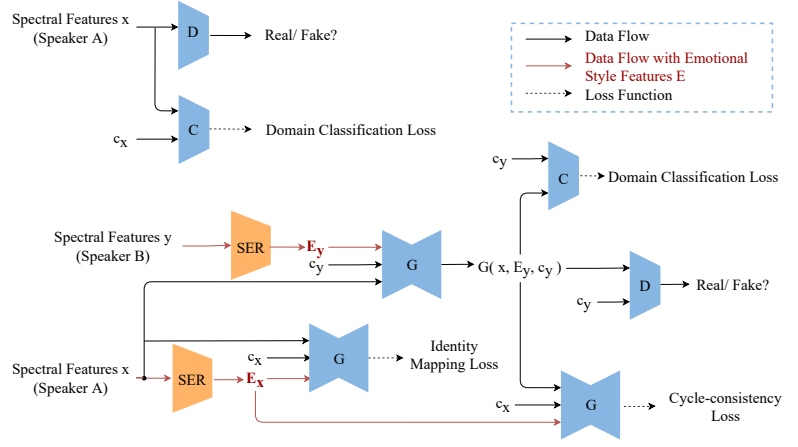 Spectral Features x
(Speaker A)
D
Real/ Fake?
C
cx
Domain Classification Loss
Data Flow
Data Flow with Emotional
Style Features E
Loss Function
cy
C
Domain Classification Loss
Spectral Features y
(Speaker B)
SER
Ey
cy
G
G( x, Ey, cy )
D
cy
Real/ Fake?
Spectral Features x
(Speaker A)
SER
Ex
cx
G
Identity
Mapping Loss
cx
G
Cycle-consistency
Loss